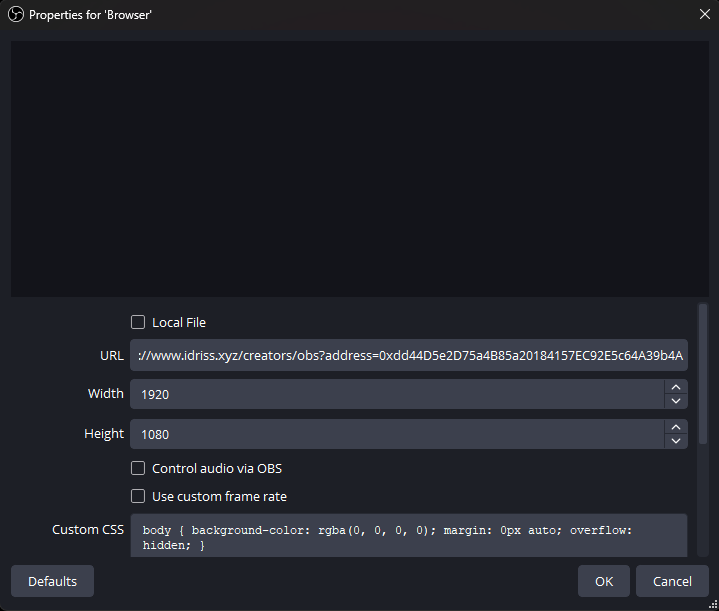 Properties for 'Browser'
Local File
URL ://www.idriss.xyz/creators/obs?address=0xdd44D5e2D75a4B85a20184157EC92E5c64A39b4A
Width 1920
Height 1080
Control audio via OBS
Use custom frame rate
Custom CSS body { background-color: rgba(0, 0, 0, 0); margin: 0px auto; overflow:
hidden; }
Defaults OK Cancel